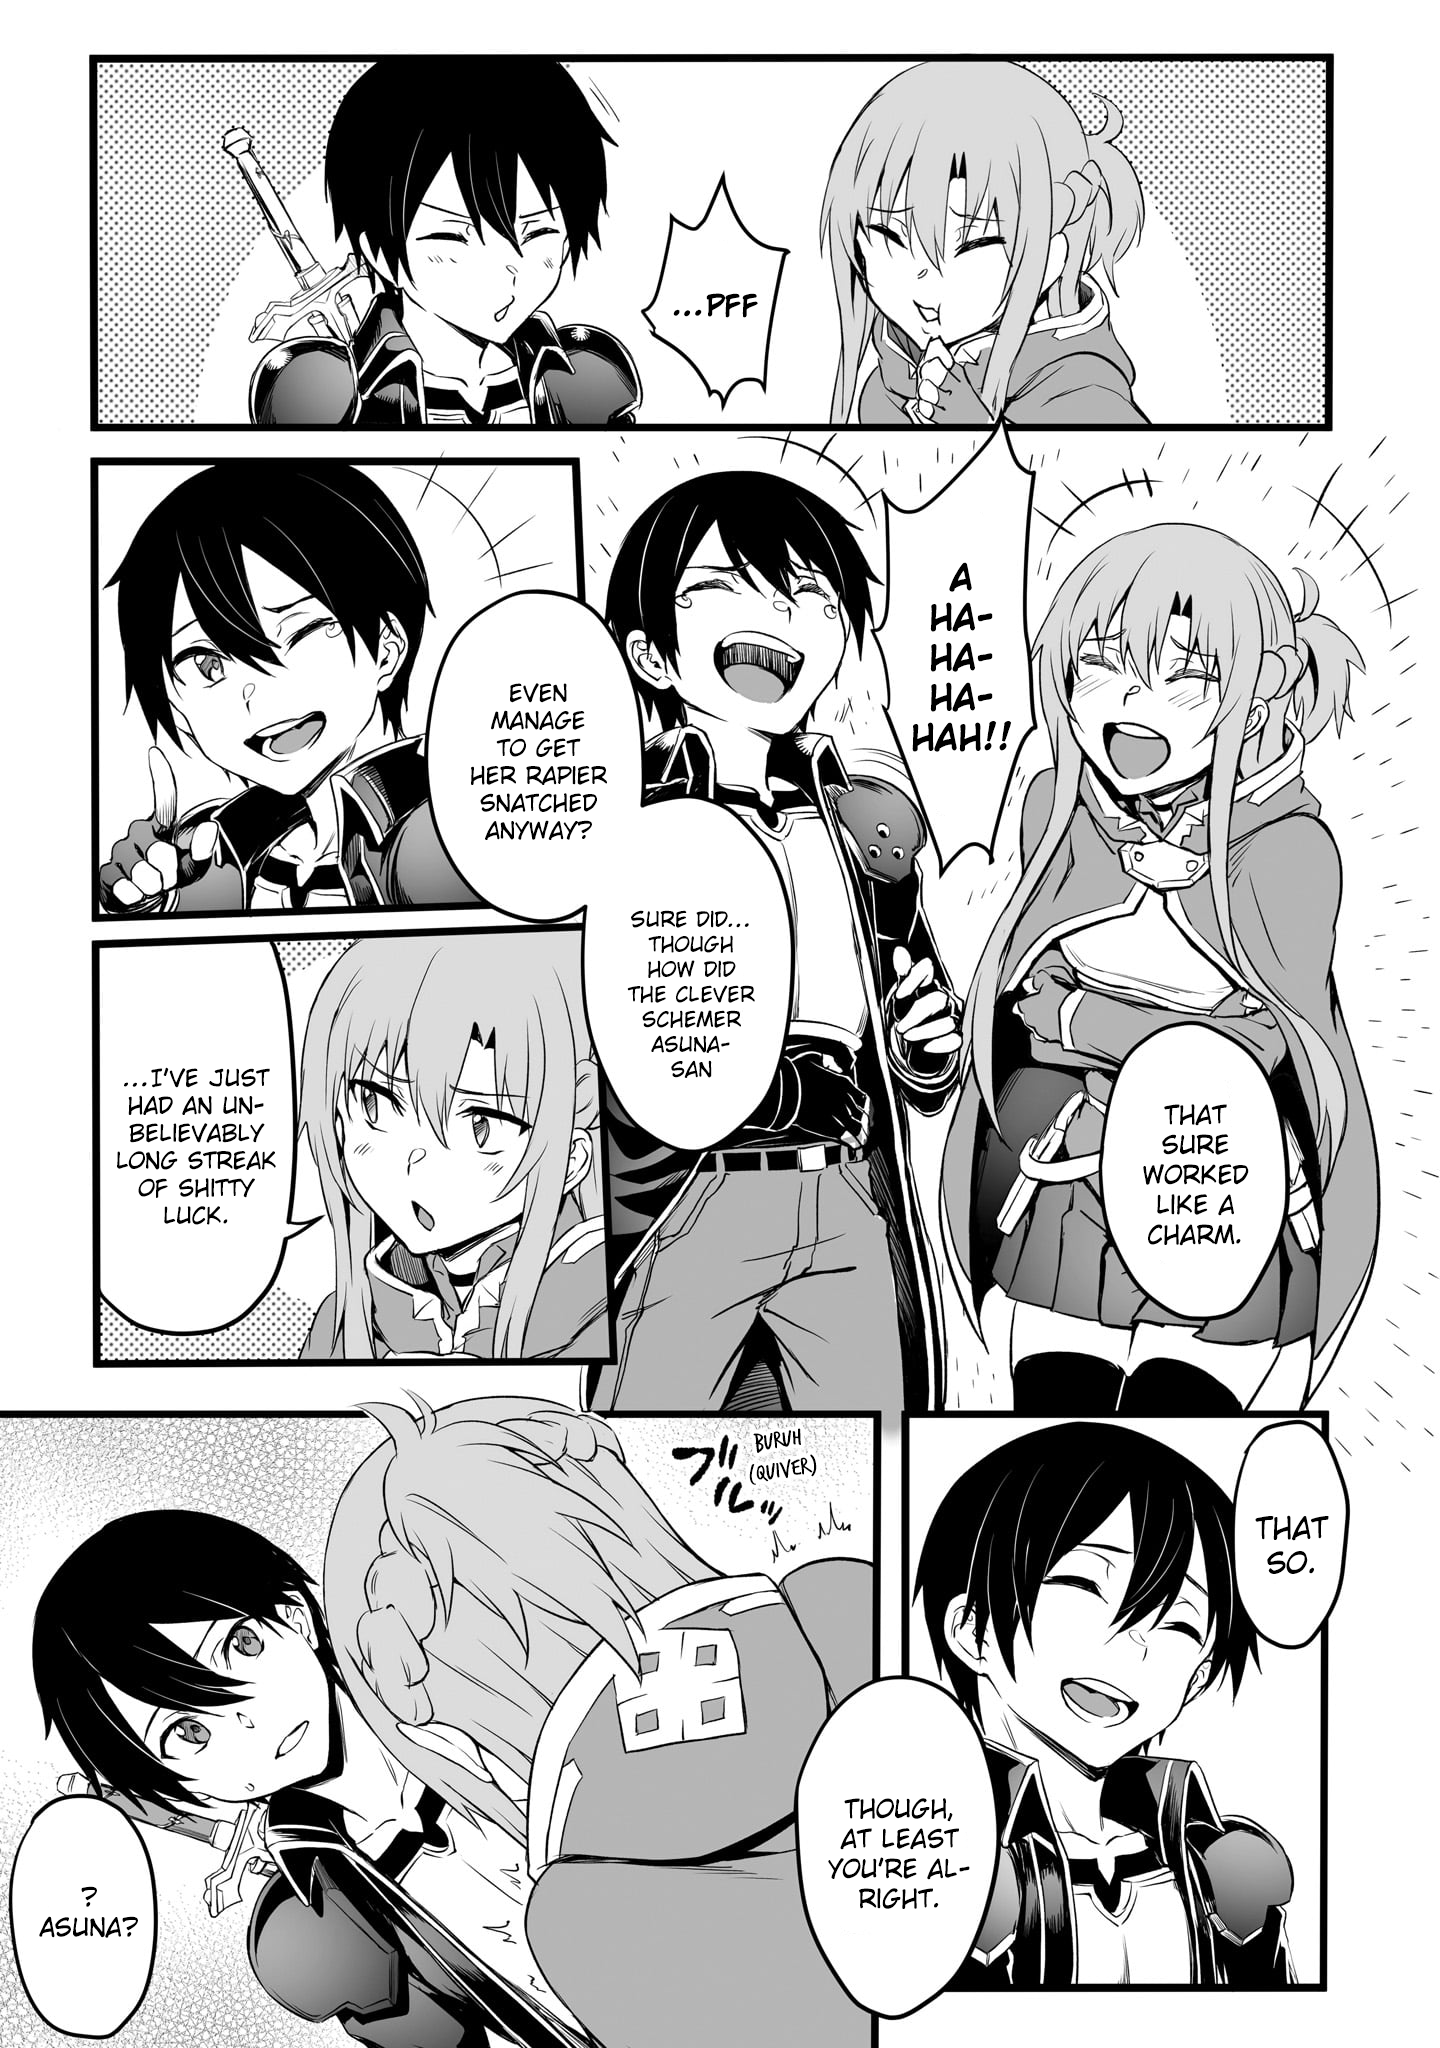 ...PFF
A
HA-
HA-
HA-
HAH!!
THAT
SURE
WORKED
LIKE A
CHARM.
SURE DID...
THOUGH
HOW DID
THE CLEVER
SCHEMER
ASUNA-
SAN
EVEN
MANAGE
TO GET
HER RAPIER
SNATCHED
ANYWAY?
...I'VE JUST
HAD AN UN-
BELIEVABLY
LONG STREAK
OF SHITTY
LUCK.
THAT
SO.
THOUGH,
AT LEAST
YOU'RE AL-
RIGHT.
ブル
ルッ
BURUH
(QUIVER)
?
ASUNA?